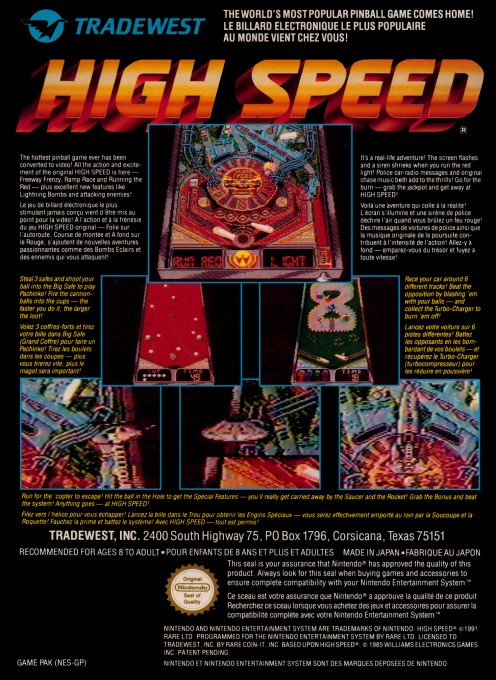 TRADEWEST
THE WORLD'S MOST POPULAR PINBALL GAME COMES HOME!
LE BILLARD ELECTRONIQUE LE PLUS POPULAIRE
AU MONDE VIENT CHEZ VOUS!
HIGH SPEED®
The hottest pinball game ever has been
converted to video! All the action and excite-
ment of the original HIGH SPEED is here —
Freeway Frenzy, Ramp Race and Running the
Red — plus excellent new features like
Lightning Bombs and attacking enemies!
Le jeu de billard électronique le plus
stimulant jamais conçu vient d'être mis au
point pour la vidéo! A l'action et à la frénésie
du jeu HIGH SPEED original — Folie sur
l'autoroute, Course de montée et A fond sur
le Rouge, s'ajoutent de nouvelles aventures
passionnantes comme des Bombs Eclairs et
des ennemis qui vous attaquent!
It's a real-life adventure! The screen flashes
and a siren shrieks when you run the red
light! Police car-radio messages and original
chase music both add to the thrills! Go for the
burn — grab the jackpot and get away at
HIGH SPEED!
Voila une aventure qui colle à la réalité!
L'écran s'illumine et une sirène de police
déchire l'air quand vous brûlez un feu rouge!
Des messages de voitures de police ainsi que
la musique originale de la poursuite con-
tribuent à l'intensité de l'action! Allez-y à
fond — emparez-vous du trésor et fuyez à
toute vitesse!
RUN RED
W
LIGHT
Steal 3 safes and shoot your
ball into the Big Safe to play
Pachinko! Fire the cannon-
balls into the cups — the
faster you do it, the larger
the loot!
Volez 3 coffres-forts et tirez
votre bille dans Big Safe
(Grand Coffre) pour faire un
Pachinko! Tirez les boulets
dans les coupes — plus
vous tirerez vite, plus le
magot sera important!
TIME
TIME
Race your car around 6
different tracks! Beat the
opposition by blasting 'em
with your balls — and
collect the Turbo-Charger
to burn 'em off!
Lancez votre voiture sur 6
pistes différentes! Battez
les opposants en les bom-
bardant de vos boulets — et
récupérez le Turbo-Charger
(turbocompresseur) pour
les réduire en poussière!
Run for the 'copter to escape! Hit the ball in the Hole to get the Special Features — you'll really get carried away by the Saucer and the Rocket! Grab the Bonus and beat
the system! Anything goes — at HIGH SPEED!
Filez vers l'hélico pour vous échapper! Lancez la bille dans le Trou pour obtenir les Engins Spéciaux — vous serez effectivement emporté au loin par la Soucoupe et la
Roquette! Fauchez la prime et battez le système! Avec HIGH SPEED — tout est permis!
TRADEWEST, INC. 2400 South Highway 75, PO Box 1796, Corsicana, Texas 75151
RECOMMENDED FOR AGES 8 TO ADULT ▪ POUR ENFANTS DE 8 ANS ET PLUS ET ADULTES MADE IN JAPAN ▪ FABRIQUE AU JAPON
Original
Nintendo
Seal of
Quality
This seal is your assurance that Nintendo® has approved the quality of this
product. Always look for this seal when buying games and accessories to
ensure complete compatibility with your Nintendo Entertainment System™
Ce sceau est votre assurance que Nintendo® a approuvé la qualité de ce produit
Recherchez ce sceau lorsque vous achetez des jeux et accessoires pour assurer la
compatibilité complète avec votre Nintendo Entertainment System™
NINTENDO AND NINTENDO ENTERTAINMENT SYSTEM ARE TRADEMARKS OF NINTENDO. HIGH SPEED® ©1991
RARE LTD PROGRAMMED FOR THE NINTENDO ENTERTAINMENT SYSTEM BY RARE LTD LICENSED TO
TRADEWEST, INC BY RARE COIN-IT, INC BASED UPON HIGH SPEED®, © 1985 WILLIAMS ELECTRONICS GAMES,
INC PATENT PENDING.
GAME PAK (NES-GP)
NINTENDO ET NINTENDO ENTERTAINMENT SYSTEM SONT DES MARQUES DÉPOSÉES DE NINTENDO